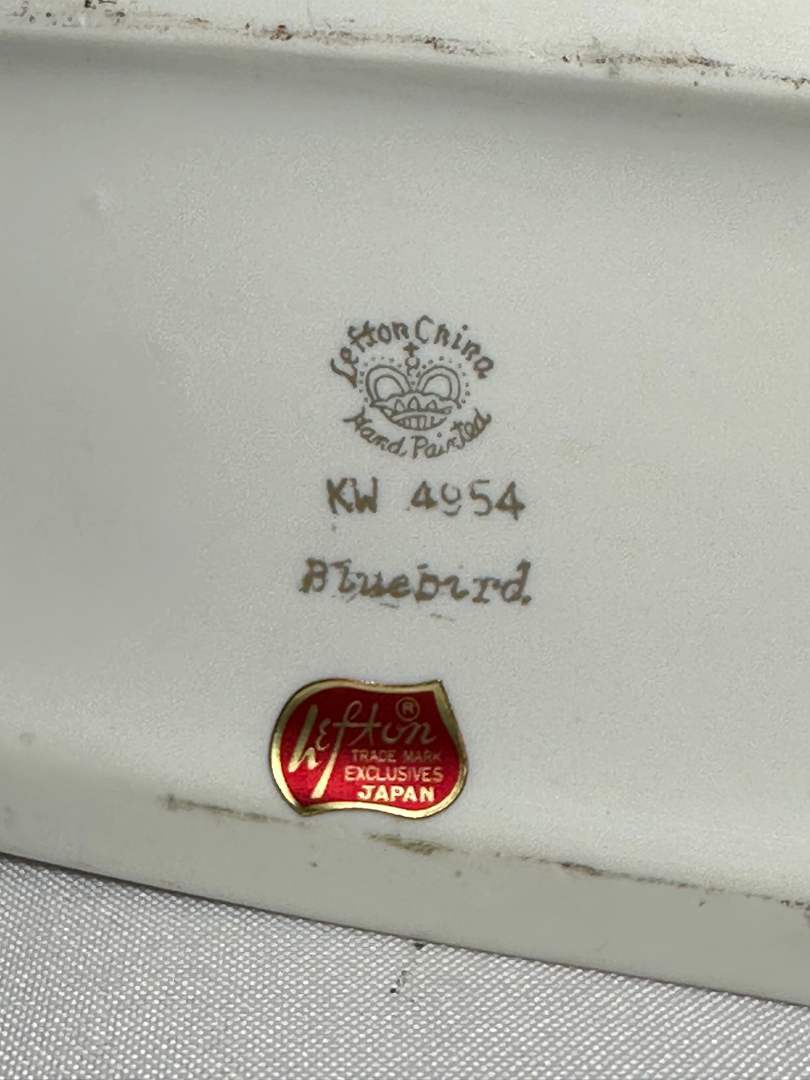 Lefton China
Hand Painted
KW 4954
Bluebird.
Lefton ®
TRADE MARK
EXCLUSIVES
JAPAN